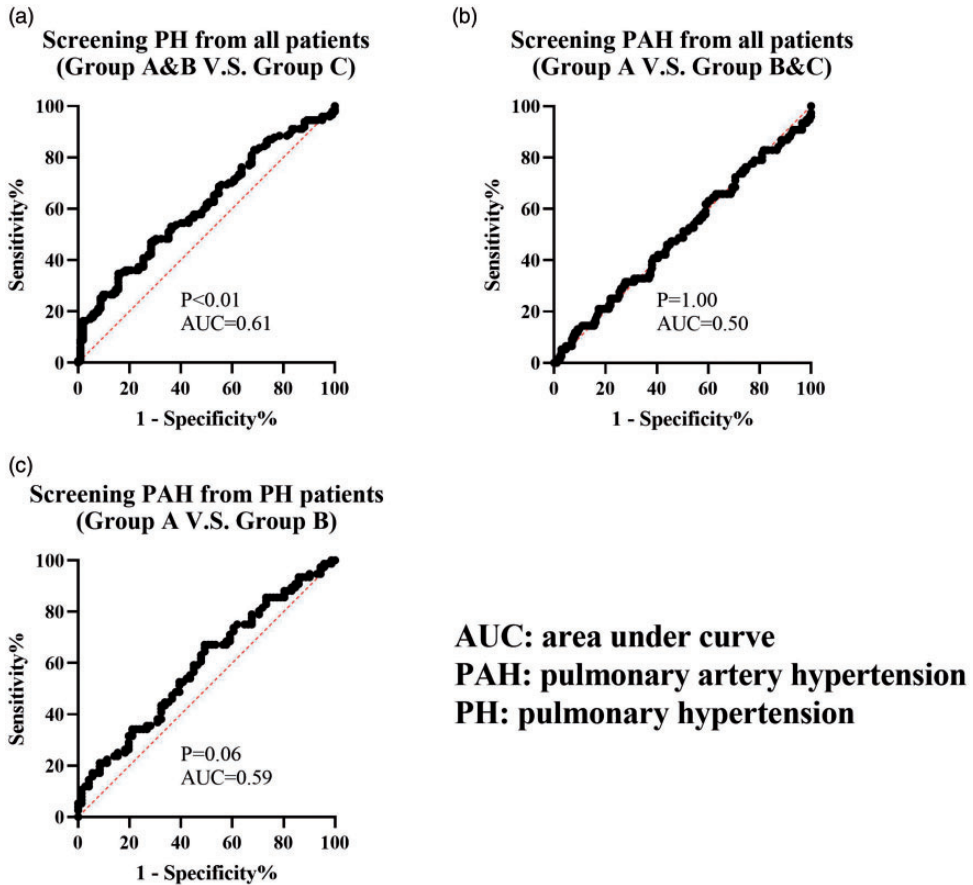 (a)
Screening PH from all patients
(Group A&B V.S. Group C)
100
80
60
40
20
0
Sensitivity%
P<0.01
AUC=0.61
0 20 40 60 80 100
1 - Specificity%
(b)
Screening PAH from all patients
(Group A V.S. Group B&C)
100
80
60
40
20
0
Sensitivity%
P=1.00
AUC=0.50
0 20 40 60 80 100
1 - Specificity%
(c)
Screening PAH from PH patients
(Group A V.S. Group B)
100
80
60
40
20
0
Sensitivity%
P=0.06
AUC=0.59
0 20 40 60 80 100
1 - Specificity%
AUC: area under curve
PAH: pulmonary artery hypertension
PH: pulmonary hypertension